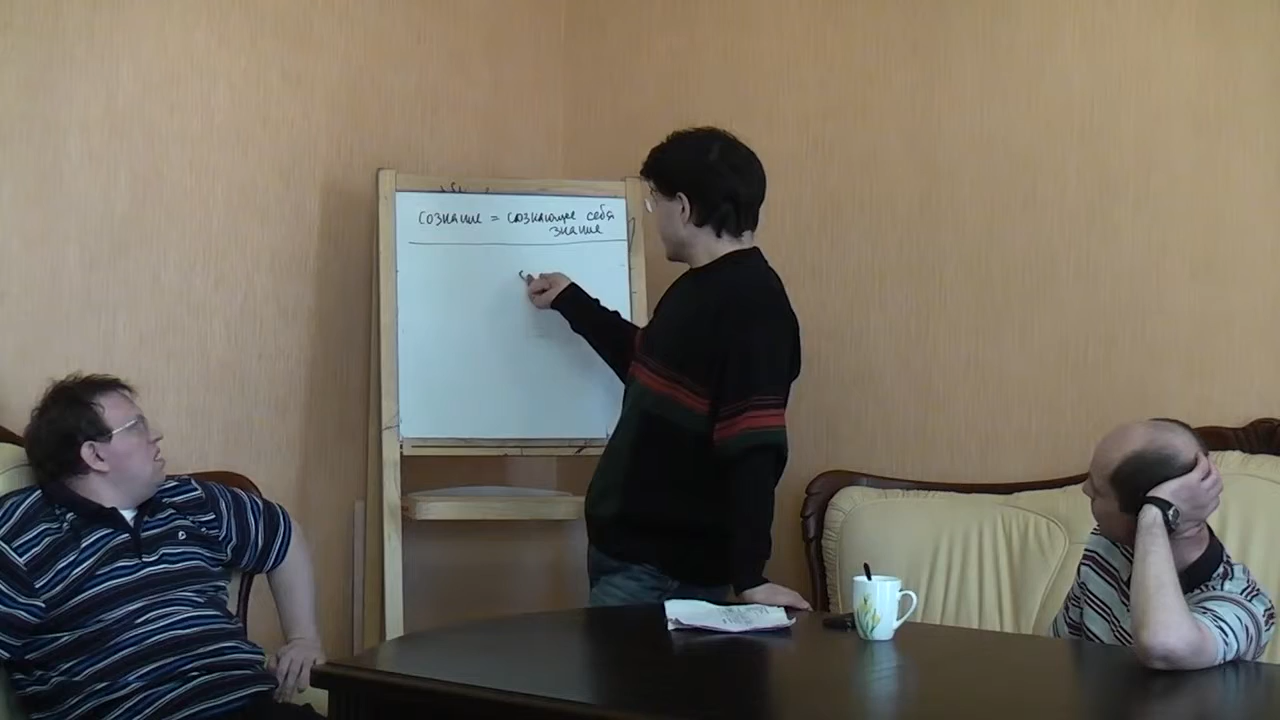 сознание = сознающее себя
знание